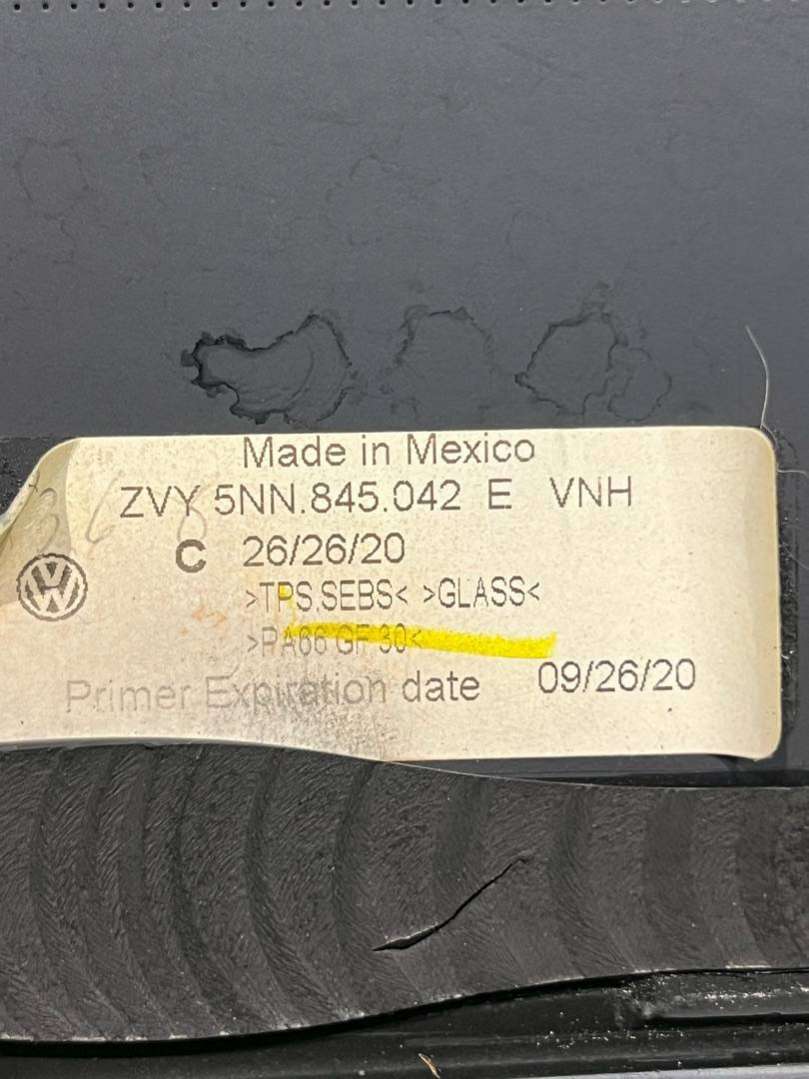 Made in Mexico
ZVY 5NN.845.042 E VNH
C 26/26/20
>TPS.SEBS< >GLASS<
>PA66 GF 30<
Primer Expiration date 09/26/20